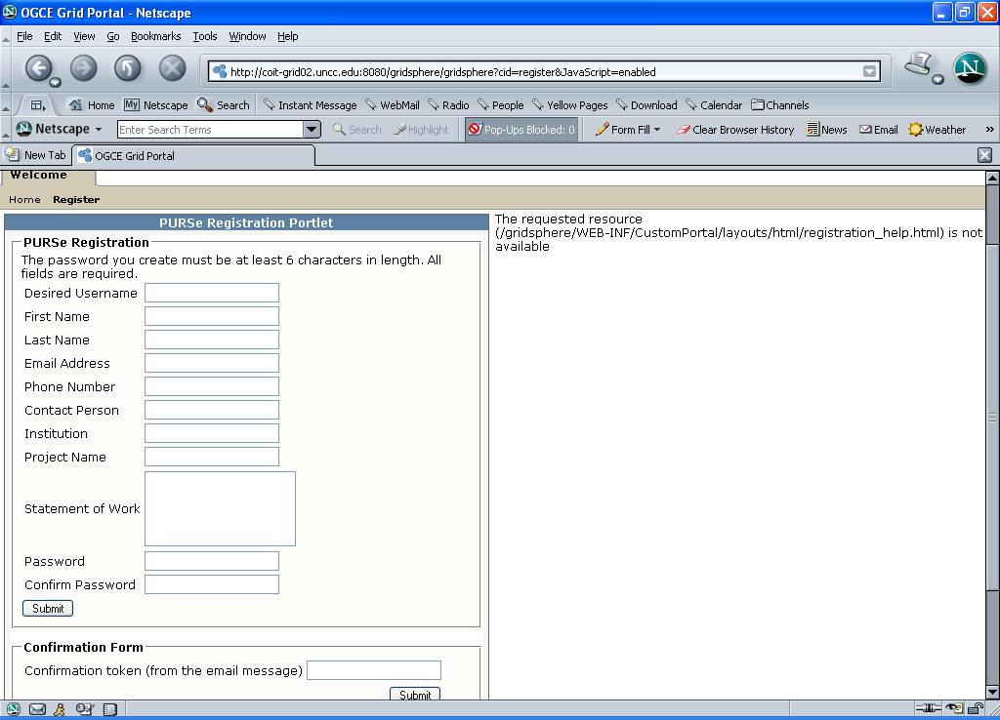 OGCE Grid Portal - Netscape
File Edit View Go Bookmarks Tools Window Help
http://coit-grid02.uncc.edu:8080/gridsphere/gridsphere?cid=register&JavaScript=enabled
N
Home My Netscape Search Instant Message WebMail Radio People Yellow Pages Download Calendar Channels
Netscape Enter Search Terms Search Highlight Pop-Ups Blocked: 0 Form Fill Clear Browser History News Email Weather »
New Tab OGCE Grid Portal
Welcome
Home Register
PURSe Registration Portlet
PURSe Registration
The password you create must be at least 6 characters in length. All
fields are required.
Desired Username
First Name
Last Name
Email Address
Phone Number
Contact Person
Institution
Project Name
Statement of Work
Password
Confirm Password
Submit
Confirmation Form
Confirmation token (from the email message)
Submit
The requested resource
(/gridsphere/WEB-INF/CustomPortal/layouts/html/registration_help.html) is not
available